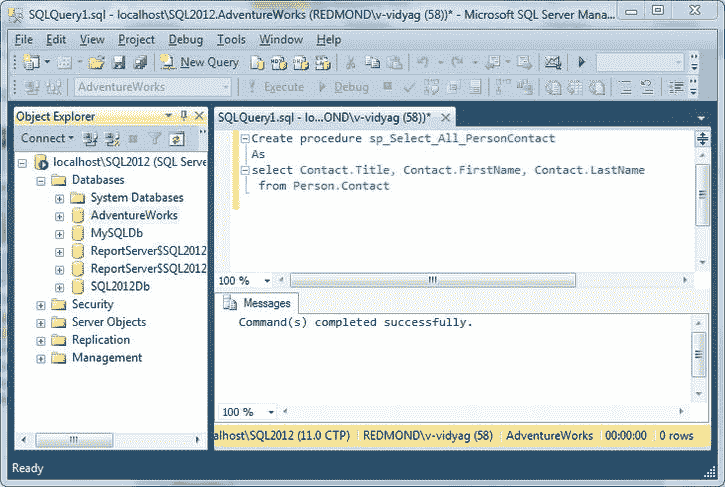 SQLQuery1.sql - localhost\SQL2012.AdventureWorks (REDMOND\v-vidyag (58))* - Microsoft SQL Server Mana...
File Edit View Project Debug Tools Window Help
New Query
AdventureWorks Execute Debug
Object Explorer
Connect
localhost\SQL2012 (SQL Serve
Databases
System Databases
AdventureWorks
MySQLDb
ReportServer$SQL2012
ReportServer$SQL2012
SQL2012Db
Security
Server Objects
Replication
Management
SQLQuery1.sql - lo...OND\v-vidyag (58))*
Create procedure sp_Select_All_PersonContact
As
select Contact.Title, Contact.FirstName, Contact.LastName
from Person.Contact
100 %
Messages
Command(s) completed successfully.
100 %
alhost\SQL2012 (11.0 CTP) REDMOND\v-vidyag (58) AdventureWorks 00:00:00 0 rows
Ready